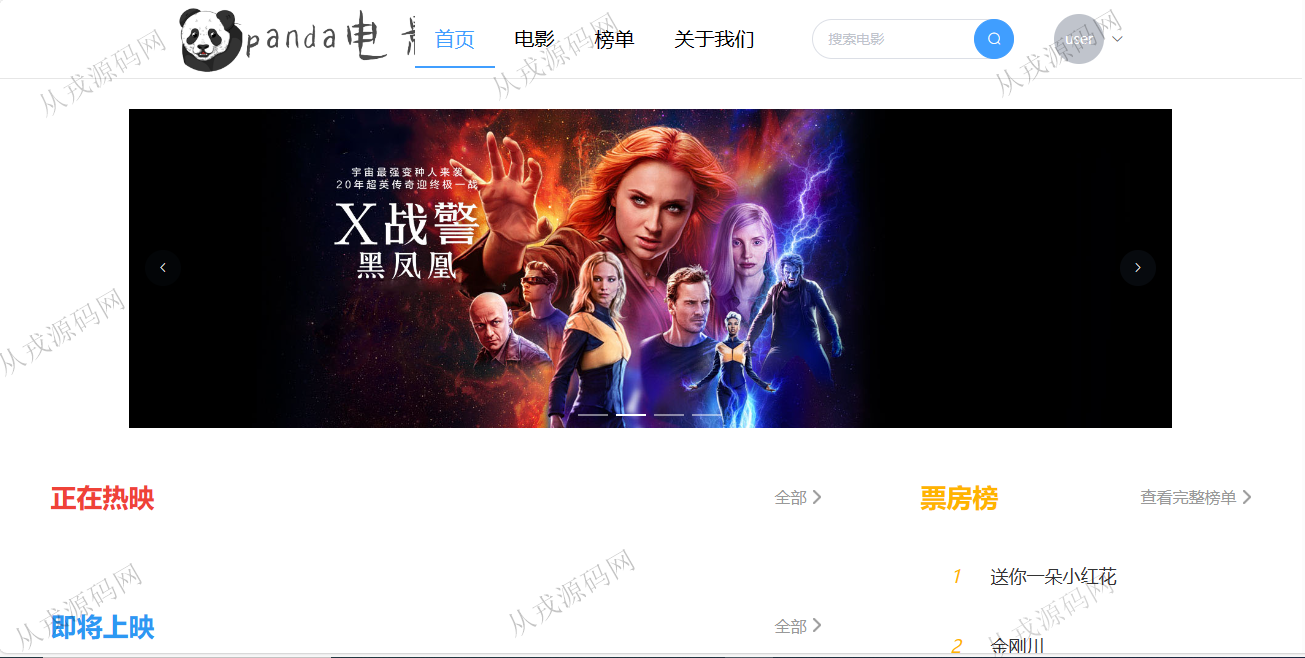 panda电影
首页
电影
榜单
关于我们
搜索电影
user
宇宙最强变种人来袭
20年超英传奇迎终极一战
X战警
黑凤凰
正在热映
全部
票房榜
查看完整榜单
1 送你一朵小红花
即将上映
全部
2 金刚川
从戎源码网
从戎源码网
从戎源码网
从戎源码网
从戎源码网
从戎源码网
从戎源码网